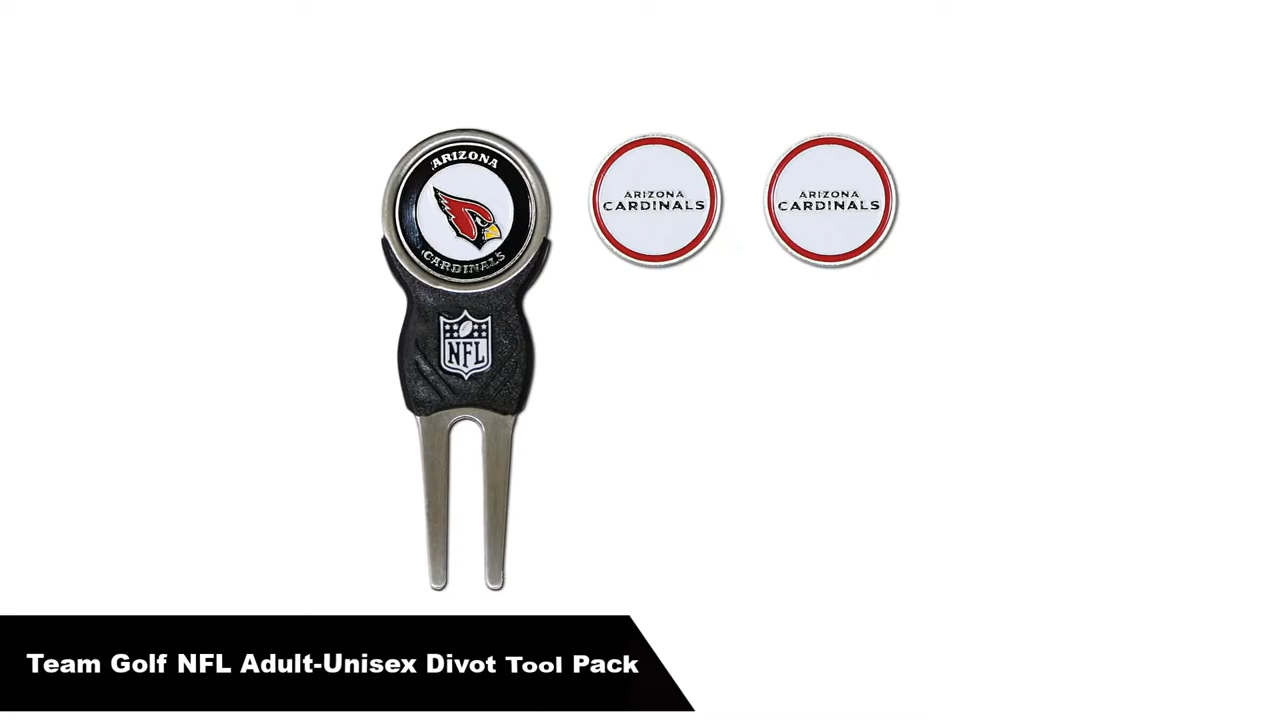 ARIZONA
CARDINALS
NFL
ARIZONA
CARDINALS
ARIZONA
CARDINALS
Team Golf NFL Adult-Unisex Divot Tool Pack